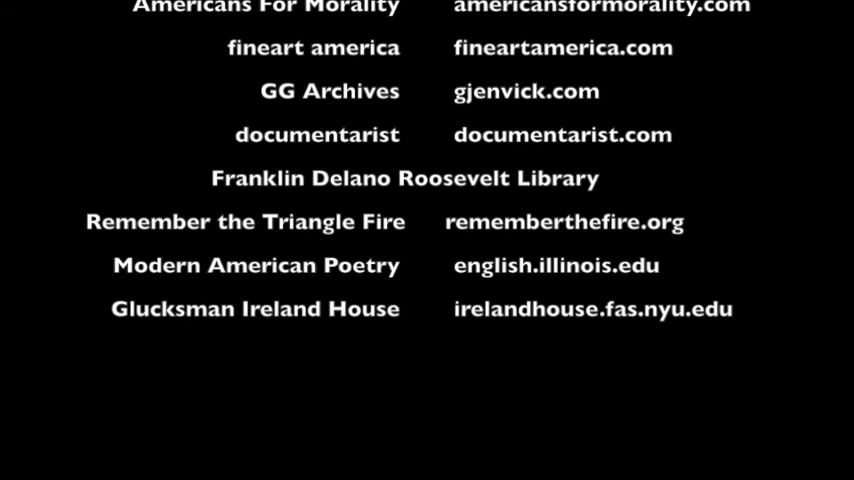 Americans For Morality americansformorality.com
fineart america fineartamerica.com
GG Archives gjenvick.com
documentarist documentarist.com
Franklin Delano Roosevelt Library
Remember the Triangle Fire rememberthefire.org
Modern American Poetry english.illinois.edu
Glucksman Ireland House irelandhouse.fas.nyu.edu